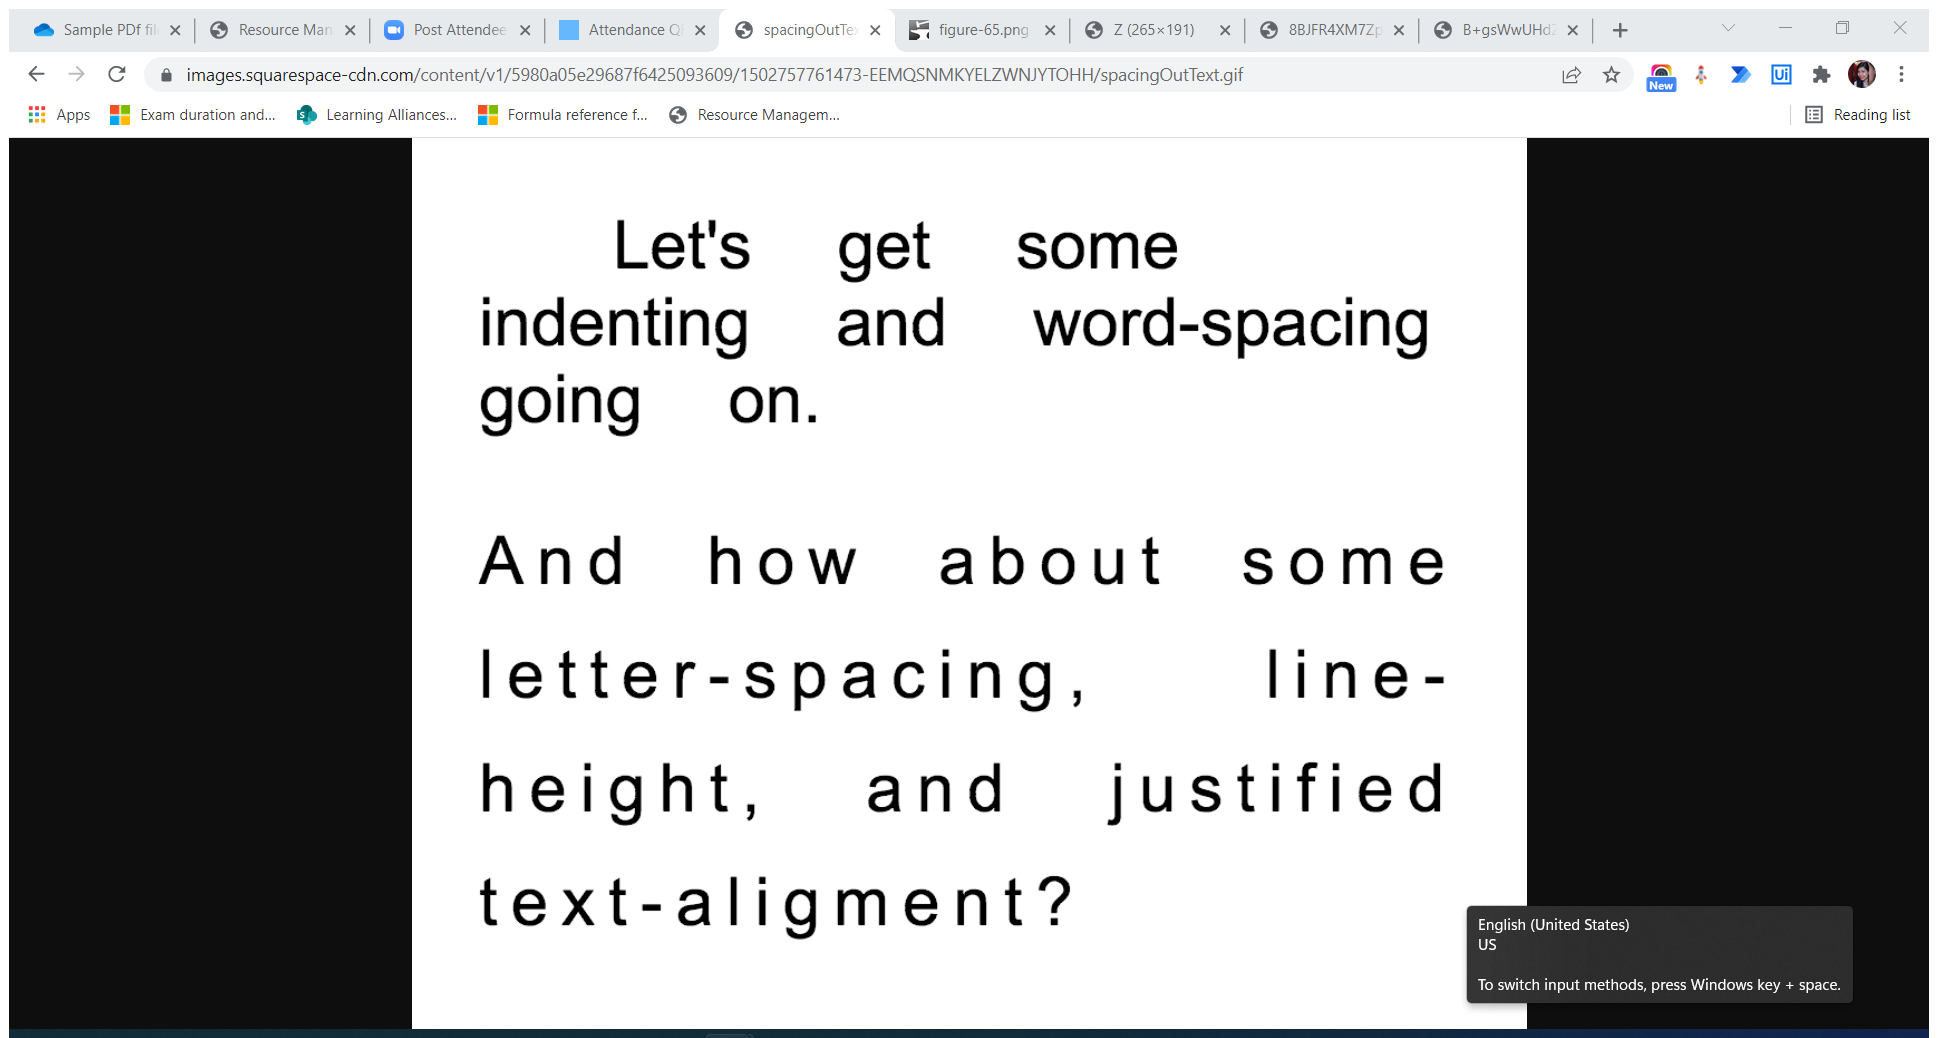 Sample PDf fil
Resource Man
Post Attendee
Attendance Q
spacingOutTex
figure-65.png
Z (265×191)
8BJFR4XM7Zp
B+gsWwUHdZ
images.squarespace-cdn.com/content/v1/5980a05e29687f6425093609/1502757761473-EEMQSNMKYELZWNJYTOHH/spacingOutText.gif
New
Ui
Apps
Exam duration and...
Learning Alliances...
Formula reference f...
Resource Managem...
Reading list
Let's get some
indenting and word-spacing
going on.
And how about some
letter-spacing, line-
height, and justified
text-aligment?
English (United States)
US
To switch input methods, press Windows key + space.